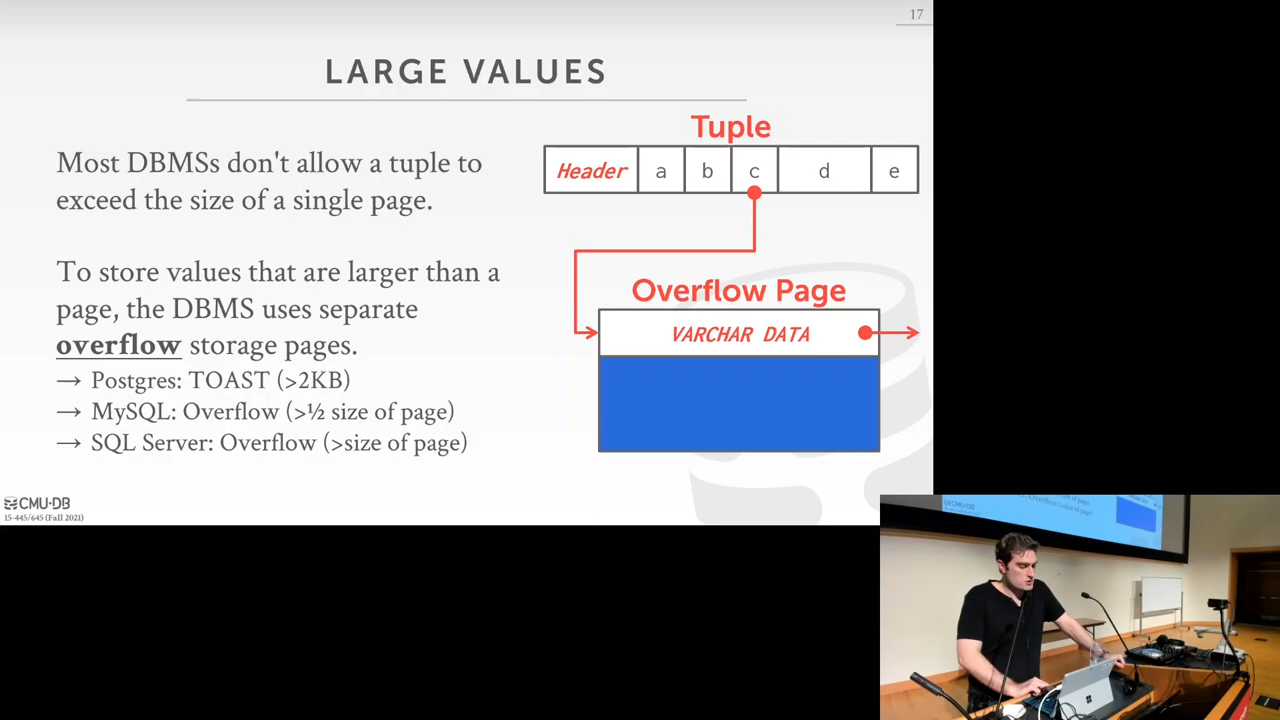 17
LARGE VALUES
Most DBMSs don't allow a tuple to
exceed the size of a single page.
To store values that are larger than a
page, the DBMS uses separate
overflow storage pages.
→ Postgres: TOAST (>2KB)
→ MySQL: Overflow (>½ size of page)
→ SQL Server: Overflow (>size of page)
Tuple
Header a b c d e
Overflow Page
VARCHAR DATA
CMU·DB
15-445/645 (Fall 2021)
CMU·DB